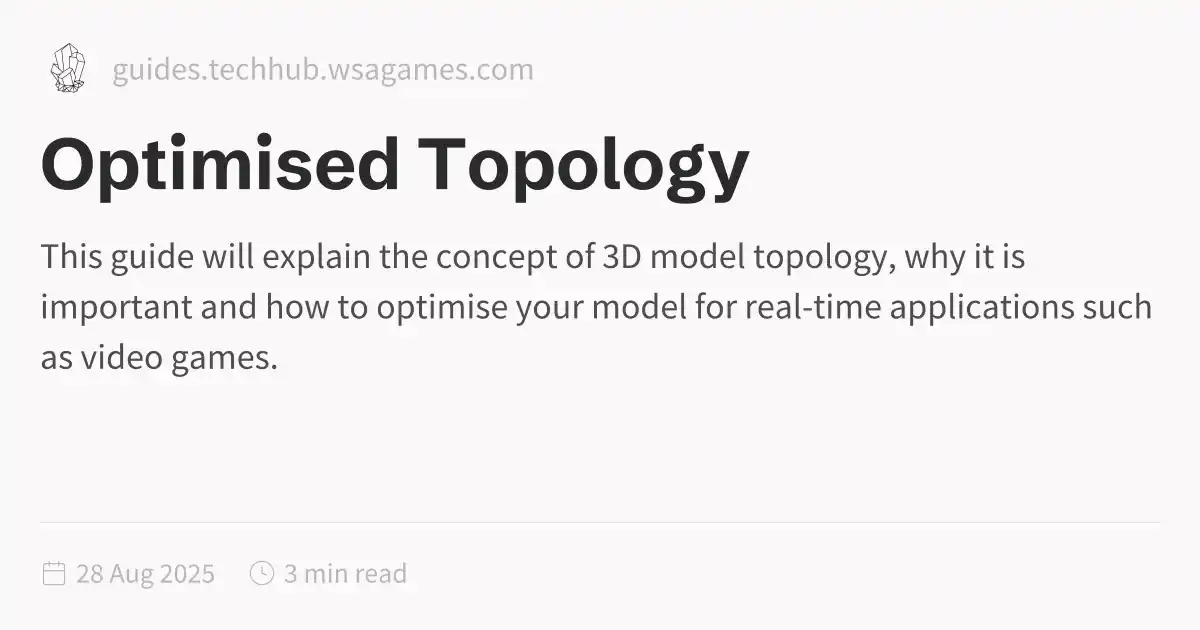 guides.techhub.wsagames.com
Optimised Topology
This guide will explain the concept of 3D model topology, why it is
important and how to optimise your model for real-time applications such
as video games.
28 Aug 2025 3 min read